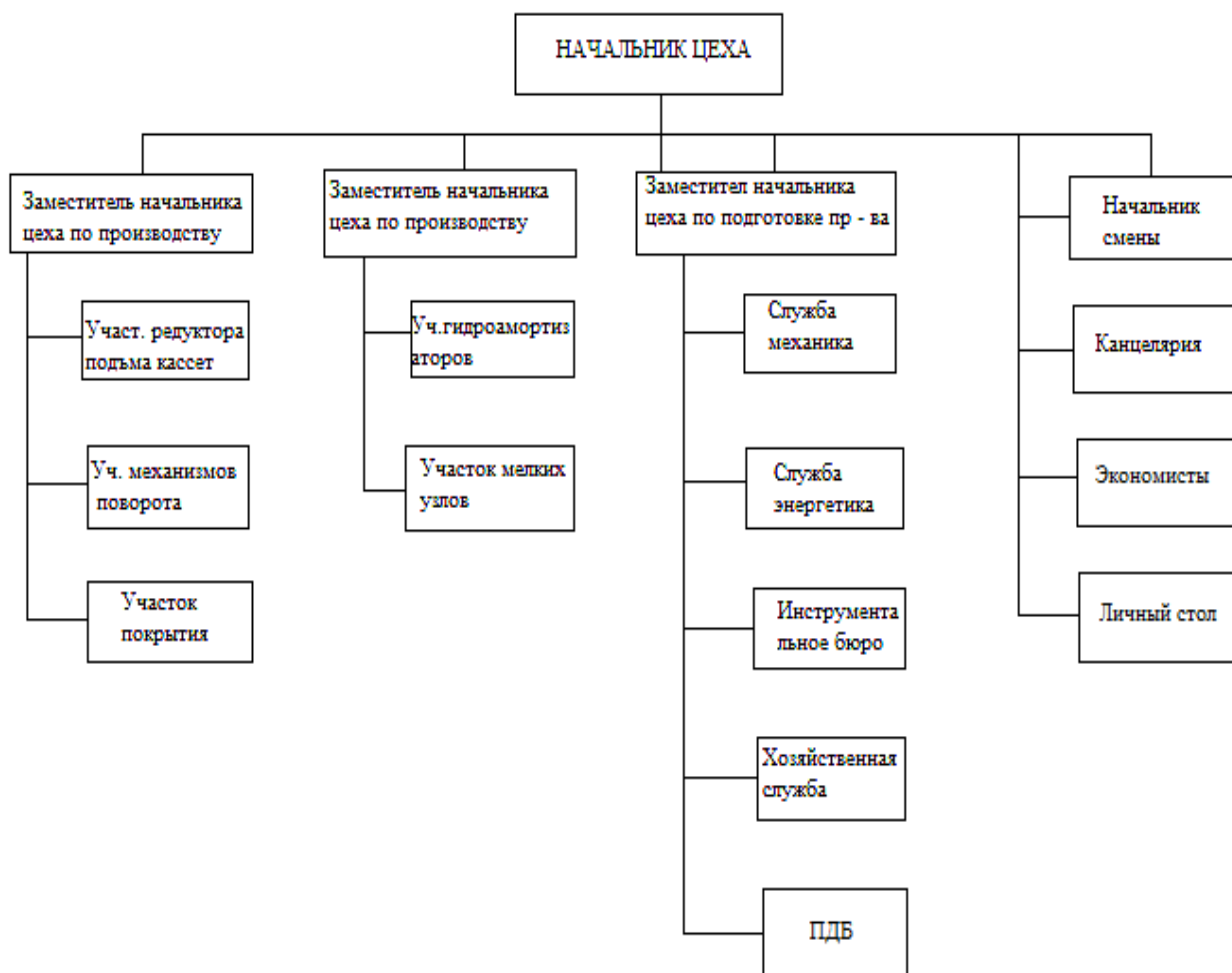 НАЧАЛЬНИК ЦЕХА
Заместитель начальника
цеха по производству
Участ. редуктора
подъма кассет
Уч. механизмов
поворота
Участок
покрытия
Заместитель начальника
цеха по производству
Уч.гидроамортиз
аторов
Участок мелких
узлов
Заместител начальника
цеха по подготовке пр - ва
Служба
механика
Служба
энергетика
Инструмента
льное бюро
Хозяйственная
служба
ПДБ
Начальник
смены
Канцелярия
Экономисты
Личный стол